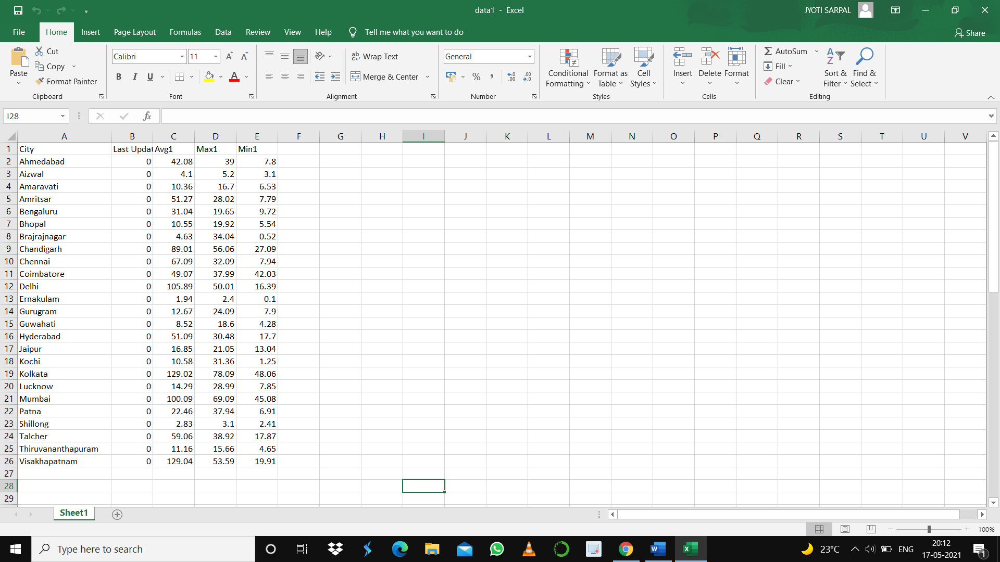 data1 - Excel
JYOTI SARPAL
File Home Insert Page Layout Formulas Data Review View Help Tell me what you want to do
Share
Paste
Cut
Copy
Format Painter
Clipboard
Calibri 11
B I U
Font
Wrap Text
Merge & Center
Alignment
General
Number
Conditional Formatting
Format as Table
Cell Styles
Styles
Insert Delete Format
Cells
AutoSum
Fill
Clear
Sort & Filter
Find & Select
Editing
I28
fx
A B C D E F G H I J K L M N O P Q R S T U V
1 City Last Updat Avg1 Max1 Min1
2 Ahmedabad 0 42.08 39 7.8
3 Aizwal 0 4.1 5.2 3.1
4 Amaravati 0 10.36 16.7 6.53
5 Amritsar 0 51.27 28.02 7.79
6 Bengaluru 0 31.04 19.65 9.72
7 Bhopal 0 10.55 19.92 5.54
8 Brajrajnagar 0 4.63 34.04 0.52
9 Chandigarh 0 89.01 56.06 27.09
10 Chennai 0 67.09 32.09 7.94
11 Coimbatore 0 49.07 37.99 42.03
12 Delhi 0 105.89 50.01 16.39
13 Ernakulam 0 1.94 2.4 0.1
14 Gurugram 0 12.67 24.09 7.9
15 Guwahati 0 8.52 18.6 4.28
16 Hyderabad 0 51.09 30.48 17.7
17 Jaipur 0 16.85 21.05 13.04
18 Kochi 0 10.58 31.36 1.25
19 Kolkata 0 129.02 78.09 48.06
20 Lucknow 0 14.29 28.99 7.85
21 Mumbai 0 100.09 69.09 45.08
22 Patna 0 22.46 37.94 6.91
23 Shillong 0 2.83 3.1 2.41
24 Talcher 0 59.06 38.92 17.87
25 Thiruvananthapuram 0 11.16 15.66 4.65
26 Visakhapatnam 0 129.04 53.59 19.91
27
28
29
Sheet1
100%
Type here to search
23°C
ENG
20:12
17-05-2021
1